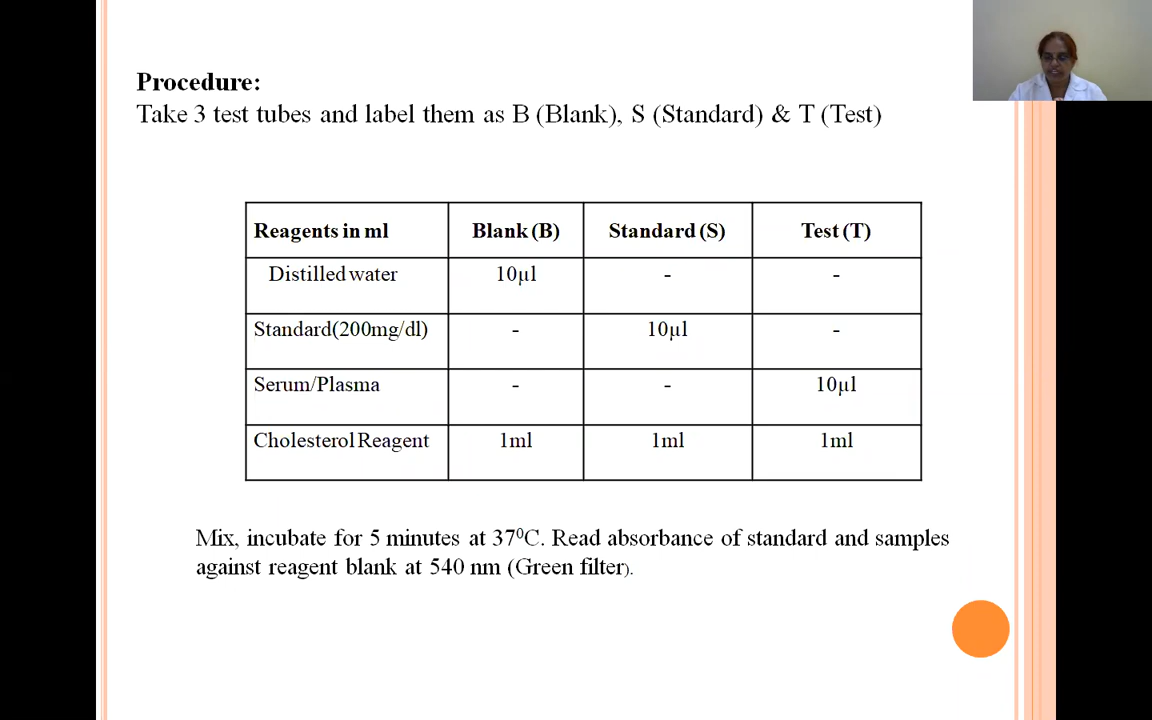 Procedure:
Take 3 test tubes and label them as B (Blank), S (Standard) & T (Test)
Reagents in ml Blank (B) Standard (S) Test (T)
Distilled water 10µl - -
Standard(200mg/dl) - 10µl -
Serum/Plasma - - 10µl
Cholesterol Reagent 1ml 1ml 1ml
Mix, incubate for 5 minutes at 37⁰C. Read absorbance of standard and samples
against reagent blank at 540 nm (Green filter).